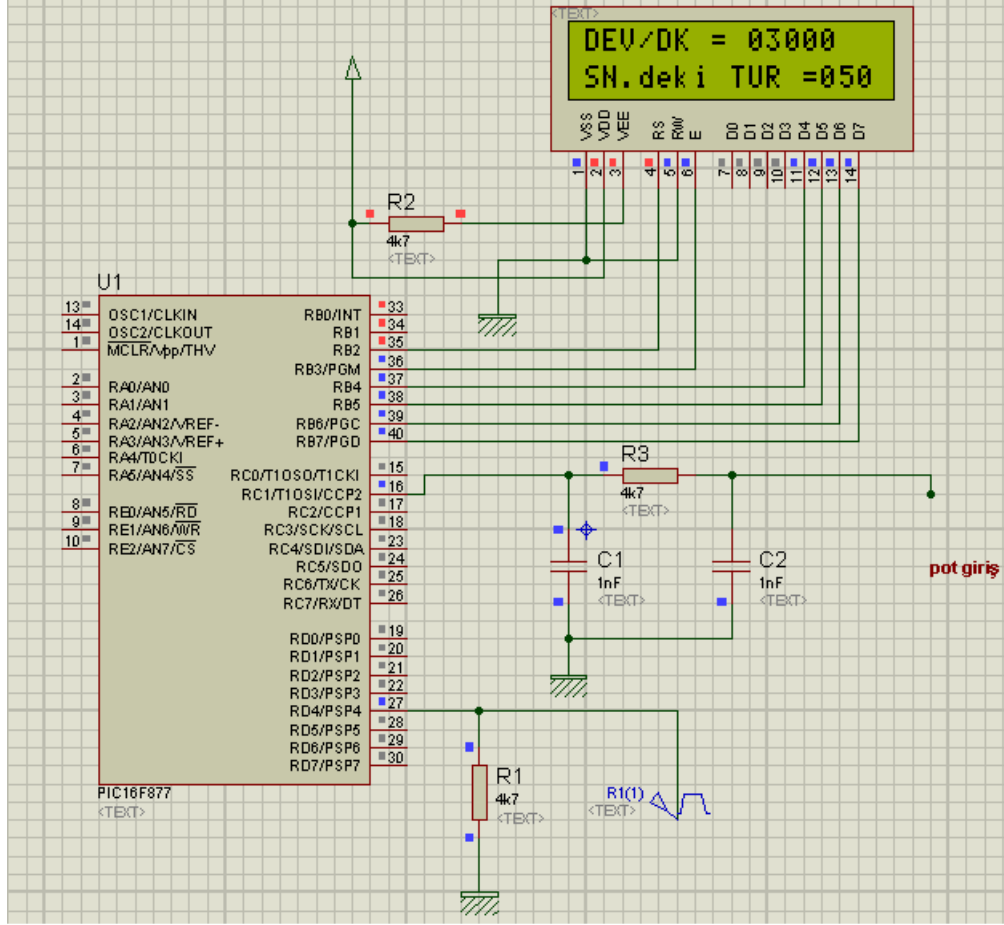 <TEXT>
DEV/DK = 03000
SN.deki TUR =050
VSS VDD VEE RS RW E D0 D1 D2 D3 D4 D5 D6 D7
1 2 3 4 5 6 7 8 9 10 11 12 13 14
R2
4k7
<TEXT>
U1
13 OSC1/CLKIN RB0/INT 33
14 OSC2/CLKOUT RB1 34
1 MCLR/Vpp/THV RB2 35
RB3/PGM 36
2 RA0/AN0 RB4 37
3 RA1/AN1 RB5 38
4 RA2/AN2/VREF- RB6/PGC 39
5 RA3/AN3/VREF+ RB7/PGD 40
6 RA4/T0CKI
7 RA5/AN4/SS RC0/T1OSO/T1CKI 15
RC1/T1OSI/CCP2 16
8 RE0/AN5/RD RC2/CCP1 17
9 RE1/AN6/WR RC3/SCK/SCL 18
10 RE2/AN7/CS RC4/SDI/SDA 23
RC5/SDO 24
RC6/TX/CK 25
RC7/RX/DT 26
RD0/PSP0 19
RD1/PSP1 20
RD2/PSP2 21
RD3/PSP3 22
RD4/PSP4 27
RD5/PSP5 28
RD6/PSP6 29
RD7/PSP7 30
PIC16F877
<TEXT>
R3
4k7
<TEXT>
C1
1nF
<TEXT>
C2
1nF
<TEXT>
pot giriş
R1
4k7
<TEXT>
R1(1)
<TEXT>